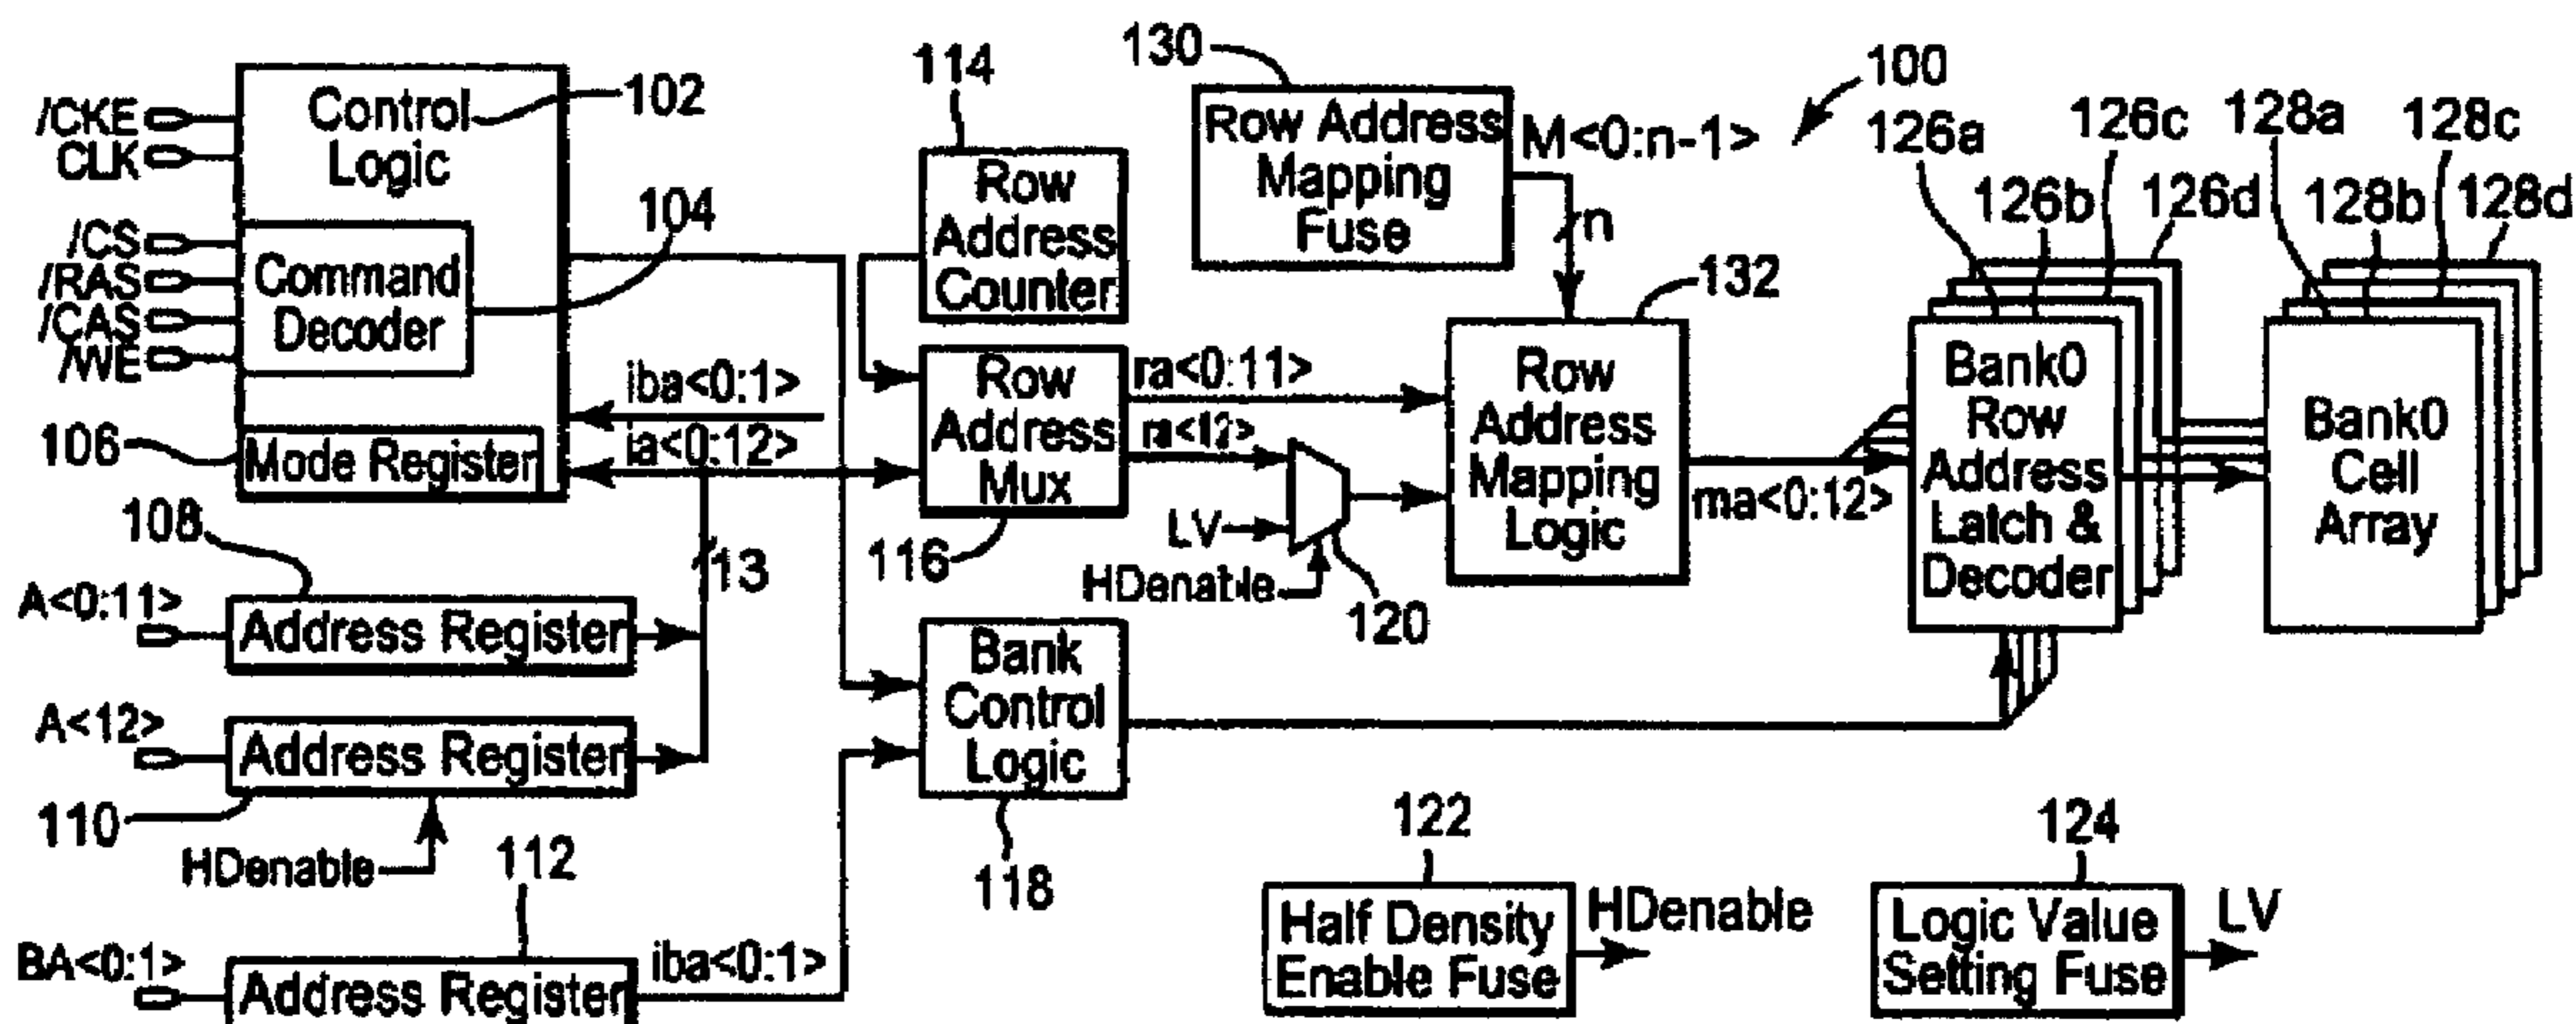 /CKE
CLK
/CS
/RAS
/CAS
/WE
Control
Logic
102
Command
Decoder
104
Mode Register
106
iba<0:1>
ia<0:12>
108
A<0:11>
Address Register
13
A<12>
Address Register
110
HDenable
112
BA<0:1>
Address Register
iba<0:1>
114
Row
Address
Counter
Row
Address
Mux
116
Bank
Control
Logic
118
130
Row Address
Mapping
Fuse
M<0:n-1>
n
100
ra<0:11>
ra<12>
LV
HDenable
120
132
Row
Address
Mapping
Logic
ma<0:12>
126a
126b
126c
126d
Bank0
Row
Address
Latch &
Decoder
128a
128b
128c
128d
Bank0
Cell
Array
122
Half Density
Enable Fuse
HDenable
124
Logic Value
Setting Fuse
LV